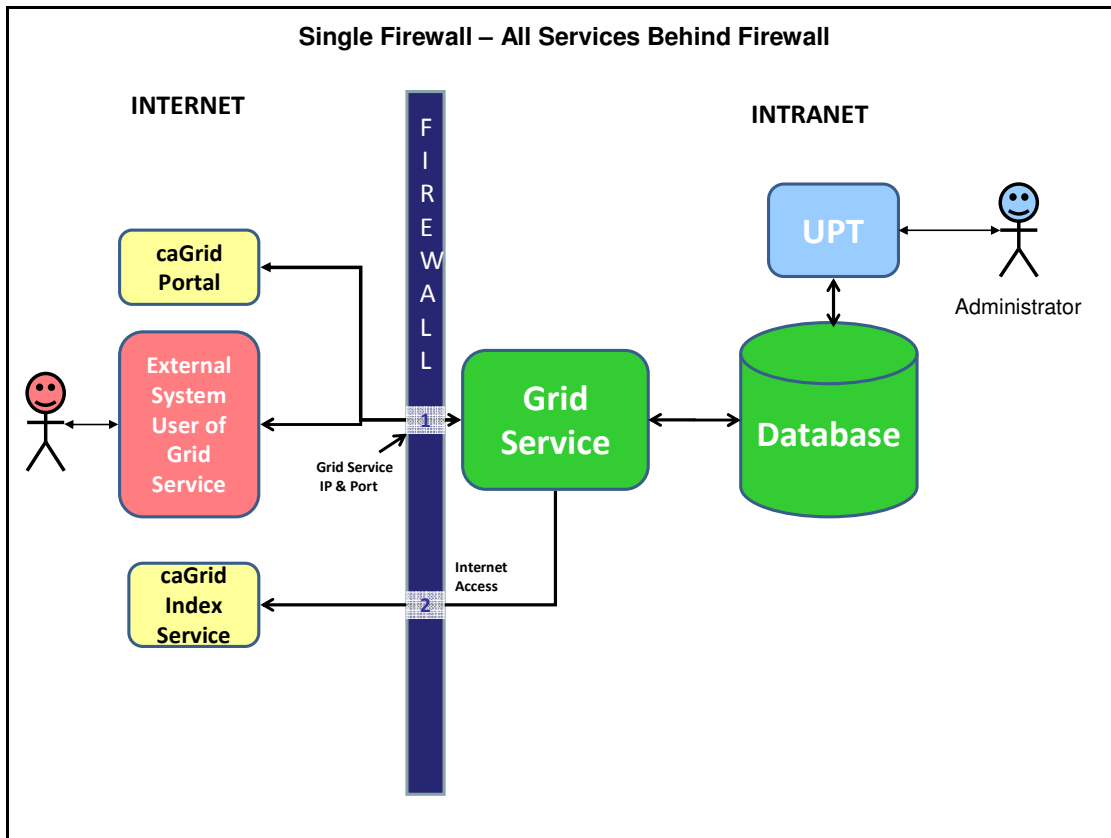 Single Firewall – All Services Behind Firewall
INTERNET
INTRANET
F
I
R
E
W
A
L
L
caGrid
Portal
External
System
User of
Grid
Service
caGrid
Index
Service
1
Grid Service
IP & Port
Internet
Access
2
Grid
Service
UPT
Database
Administrator